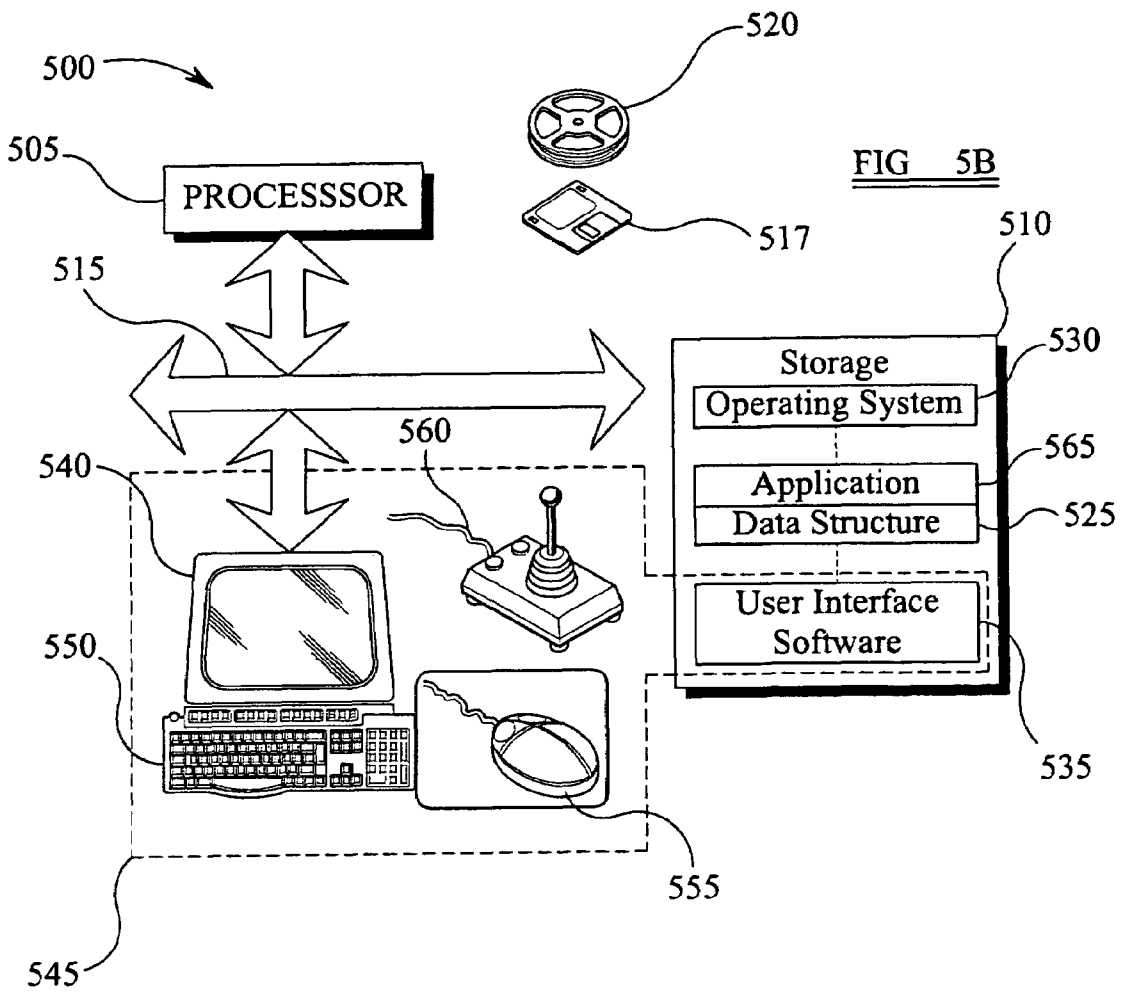 520
500
505
PROCESSSOR
FIG 5B
517
510
515
530
Storage
Operating System
560
565
540
Application
525
Data Structure
User Interface
Software
550
535
555
545